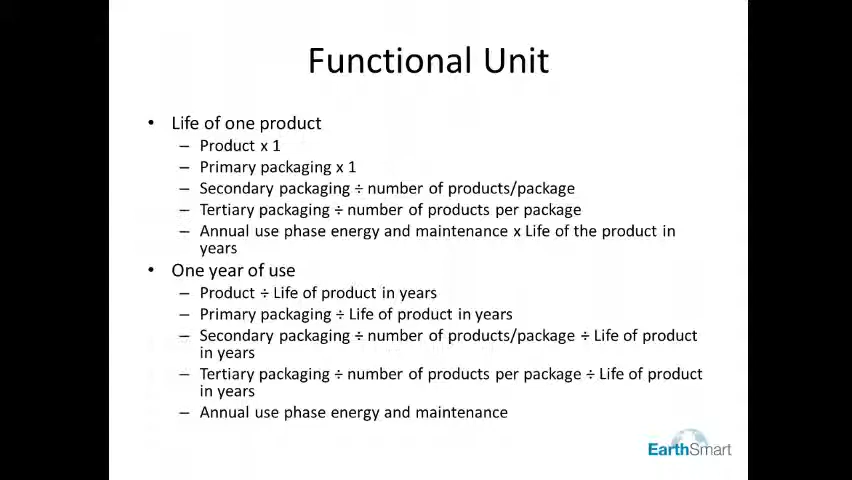 Functional Unit
• Life of one product
– Product x 1
– Primary packaging x 1
– Secondary packaging ÷ number of products/package
– Tertiary packaging ÷ number of products per package
– Annual use phase energy and maintenance x Life of the product in
years
• One year of use
– Product ÷ Life of product in years
– Primary packaging ÷ Life of product in years
– Secondary packaging ÷ number of products/package ÷ Life of product
in years
– Tertiary packaging ÷ number of products per package ÷ Life of product
in years
– Annual use phase energy and maintenance
EarthSmart